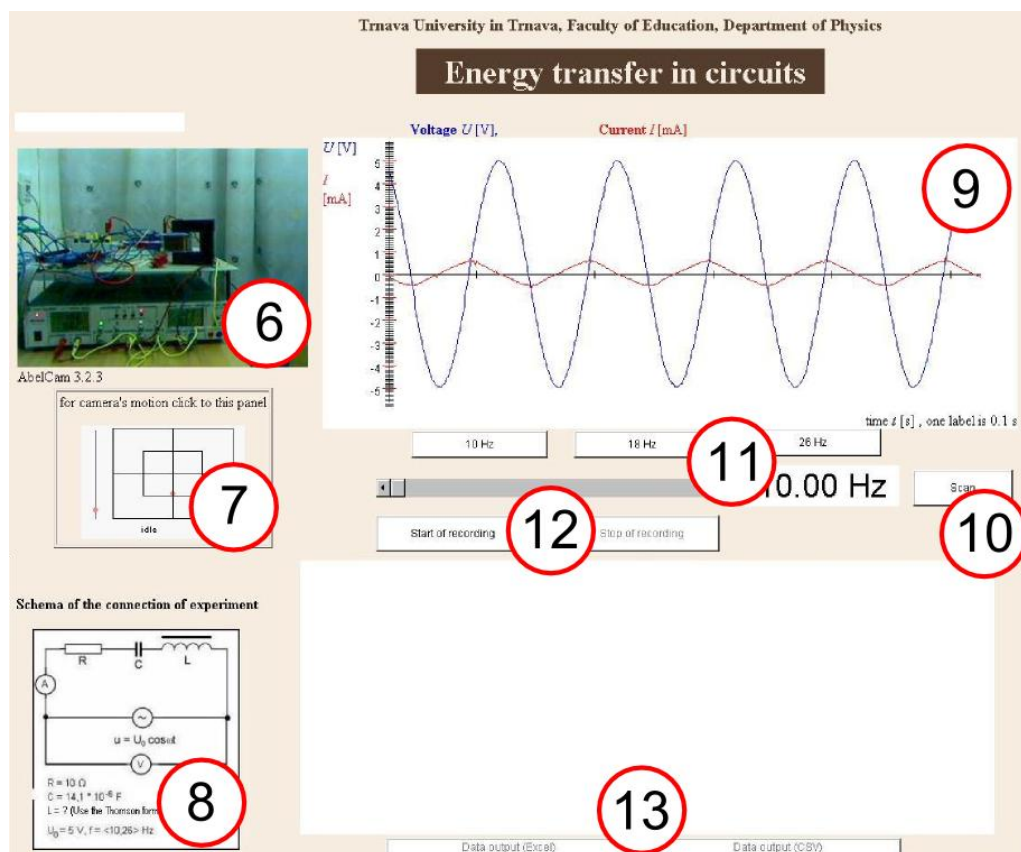 Trnava University in Trnava, Faculty of Education, Department of Physics
Energy transfer in circuits
Voltage U [V],
Current I [mA]
U [V]
I
[mA]
5
4
3
2
1
0
-1
-2
-3
-4
-5
9
6
AbelCam 3.2.3
for camera's motion click to this panel
7
idle
time t [s] , one label is 0.1 s
10 Hz
18 Hz
26 Hz
11
10.00 Hz
Scan
10
Start of recording
12
Stop of recording
Schema of the connection of experiment
R
C
L
A
~
u = U₀ cosωt
V
R = 10 Ω
C = 14,1 * 10⁻⁶ F
L = ? (Use the Thomson
U₀ = 5 V, f = <10,26> Hz
8
13
Data output (Excel)
Data output (CSV)